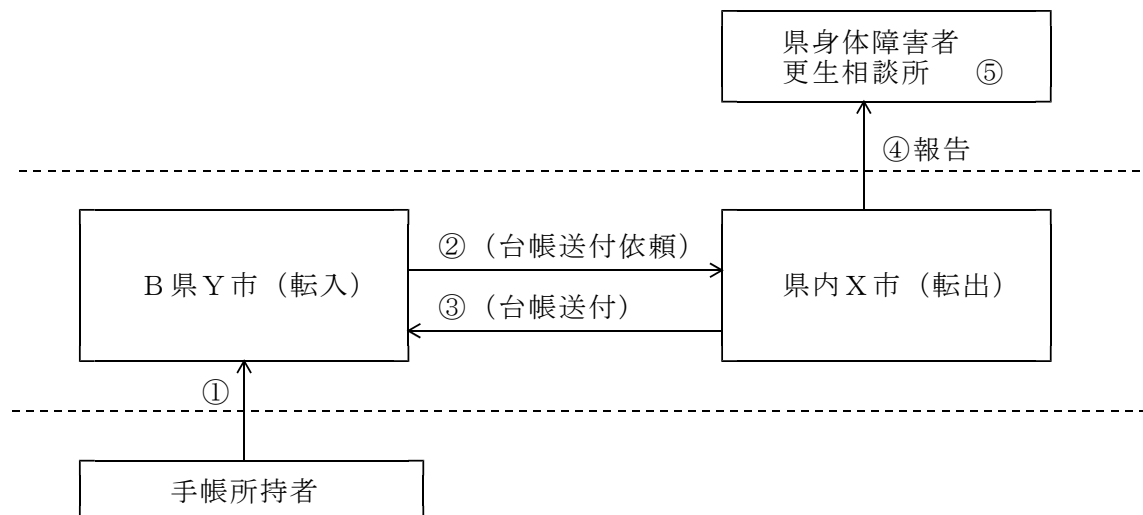 県身体障害者
更生相談所 ⑤
④報告
②（台帳送付依頼）
Ｂ県Ｙ市（転入）
県内Ｘ市（転出）
③（台帳送付）
①
手帳所持者